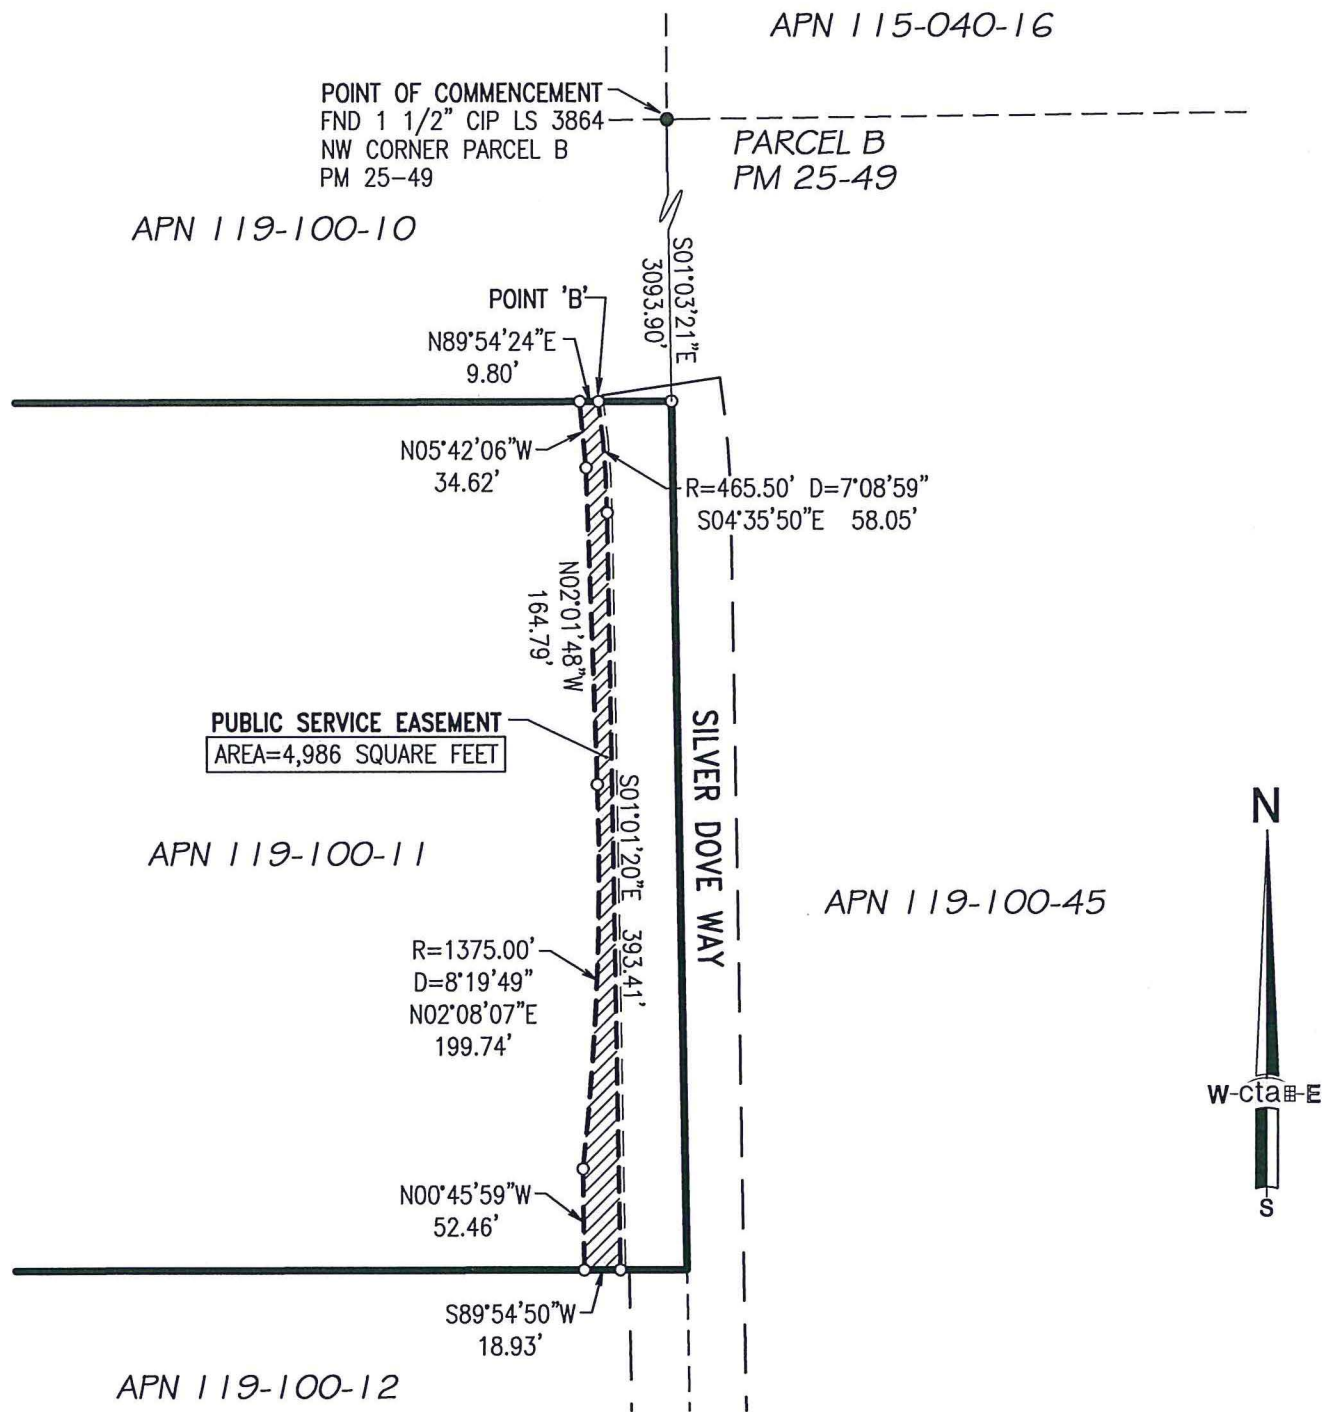 APN 115-040-16
POINT OF COMMENCEMENT
FND 1 1/2" CIP LS 3864
NW CORNER PARCEL B
PM 25-49
PARCEL B
PM 25-49
APN 119-100-10
S01°03'21"E
3093.90'
POINT 'B'
N89°54'24"E
9.80'
N05°42'06"W
34.62'
R=465.50' D=7°08'59"
S04°35'50"E 58.05'
N02°01'48"W
164.79'
PUBLIC SERVICE EASEMENT
AREA=4,986 SQUARE FEET
SILVER DOVE WAY
S01°01'20"E 393.41'
N
APN 119-100-11
APN 119-100-45
R=1375.00'
D=8°19'49"
N02°08'07"E
199.74'
W-cta-E
N00°45'59"W
52.46'
S
S89°54'50"W
18.93'
APN 119-100-12